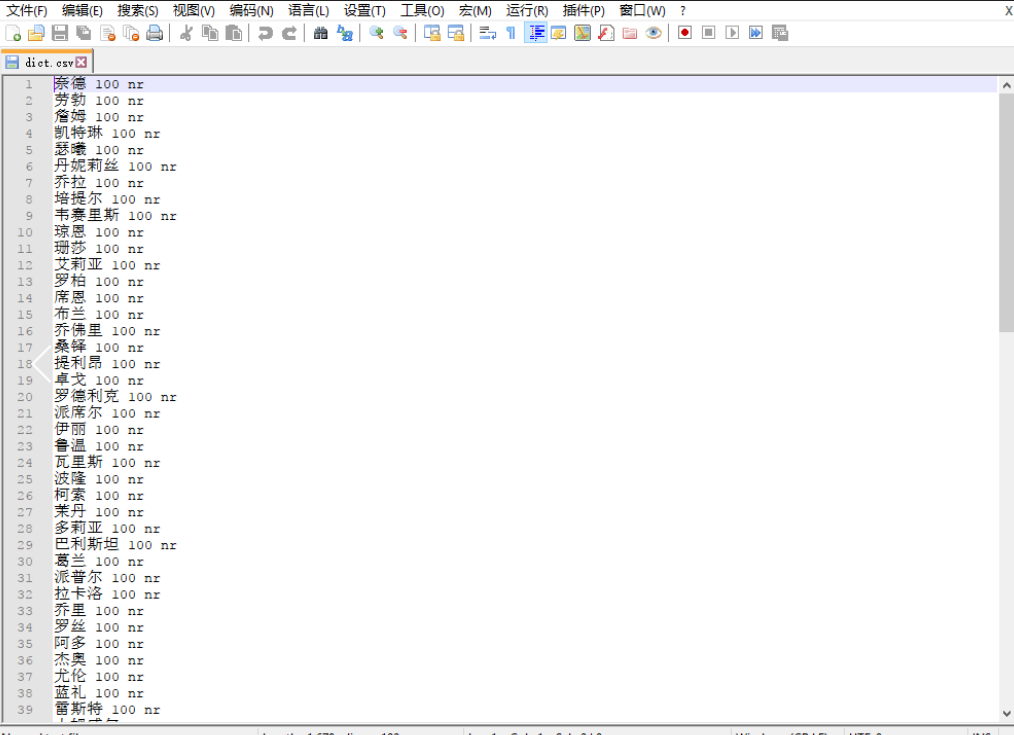 文件(F) 编辑(E) 搜索(S) 视图(V) 编码(N) 语言(L) 设置(T) 工具(O) 宏(M) 运行(R) 插件(P) 窗口(W) ? X
dict.csv
1 奈德 100 nr
2 劳勃 100 nr
3 詹姆 100 nr
4 凯特琳 100 nr
5 瑟曦 100 nr
6 丹妮莉丝 100 nr
7 乔拉 100 nr
8 培提尔 100 nr
9 韦赛里斯 100 nr
10 琼恩 100 nr
11 珊莎 100 nr
12 艾莉亚 100 nr
13 罗柏 100 nr
14 席恩 100 nr
15 布兰 100 nr
16 乔佛里 100 nr
17 桑铎 100 nr
18 提利昂 100 nr
19 卓戈 100 nr
20 罗德利克 100 nr
21 派席尔 100 nr
22 伊丽 100 nr
23 鲁温 100 nr
24 瓦里斯 100 nr
25 波隆 100 nr
26 柯索 100 nr
27 茉丹 100 nr
28 多莉亚 100 nr
29 巴利斯坦 100 nr
30 葛兰 100 nr
31 派普尔 100 nr
32 拉卡洛 100 nr
33 乔里 100 nr
34 罗丝 100 nr
35 阿多 100 nr
36 杰奥 100 nr
37 尤伦 100 nr
38 蓝礼 100 nr
39 雷斯特 100 nr